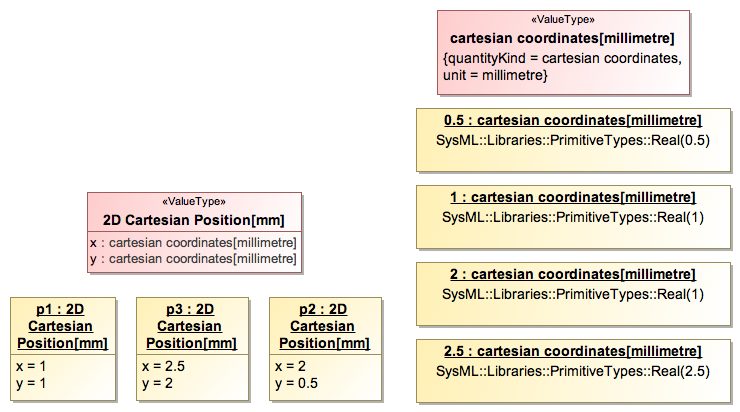 «ValueType»
cartesian coordinates[millimetre]
{quantityKind = cartesian coordinates,
unit = millimetre}
0.5 : cartesian coordinates[millimetre]
SysML::Libraries::PrimitiveTypes::Real(0.5)
1 : cartesian coordinates[millimetre]
SysML::Libraries::PrimitiveTypes::Real(1)
2 : cartesian coordinates[millimetre]
SysML::Libraries::PrimitiveTypes::Real(1)
2.5 : cartesian coordinates[millimetre]
SysML::Libraries::PrimitiveTypes::Real(2.5)
«ValueType»
2D Cartesian Position[mm]
x : cartesian coordinates[millimetre]
y : cartesian coordinates[millimetre]
p1 : 2D
Cartesian
Position[mm]
x = 1
y = 1
p3 : 2D
Cartesian
Position[mm]
x = 2.5
y = 2
p2 : 2D
Cartesian
Position[mm]
x = 2
y = 0.5